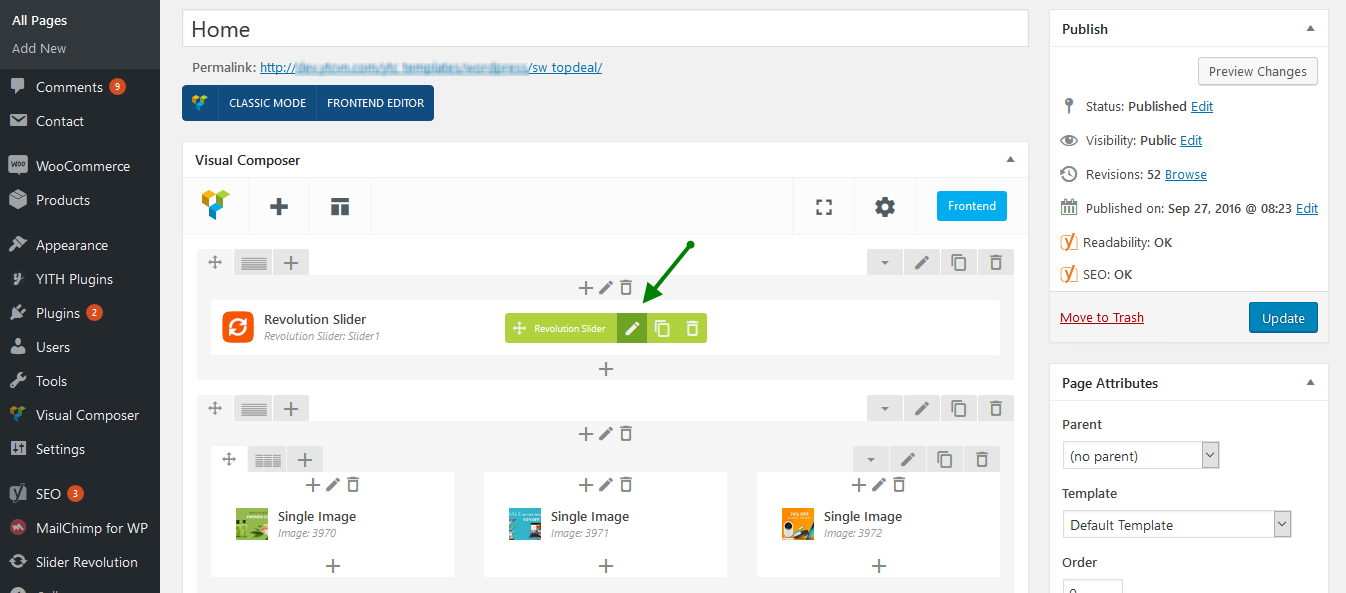 All Pages
Add New
Comments 9
Contact
WooCommerce
Products
Appearance
YITH Plugins
Plugins 2
Users
Tools
Visual Composer
Settings
SEO 3
MailChimp for WP
Slider Revolution
Home
Permalink: http:// /sw_topdeal/
CLASSIC MODE FRONTEND EDITOR
Visual Composer
Frontend
Revolution Slider
Revolution Slider: Slider1
Revolution Slider
Single Image
Image: 3970
Single Image
Image: 3971
Single Image
Image: 3972
Publish
Preview Changes
Status: Published Edit
Visibility: Public Edit
Revisions: 52 Browse
Published on: Sep 27, 2016 @ 08:23 Edit
Readability: OK
SEO: OK
Move to Trash
Update
Page Attributes
Parent
(no parent)
Template
Default Template
Order